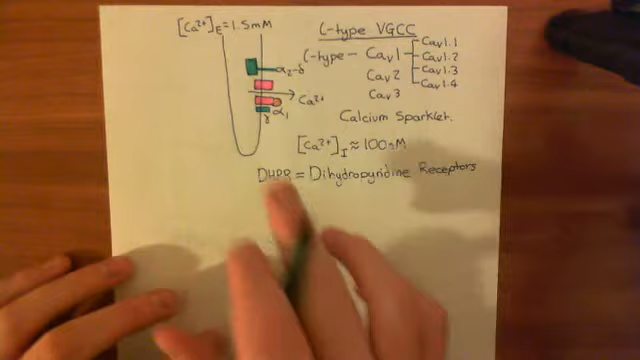 [Ca²⁺]E = 1.5mM
L-type VGCC
L-type – Cav1
Cav1.1
Cav1.2
Cav1.3
Cav1.4
Cav2
Cav3
α2-δ
Ca²⁺
α1
γ
Calcium Sparklet.
[Ca²⁺]I ≈ 100nM
DHPR = Dihydropyridine Receptors